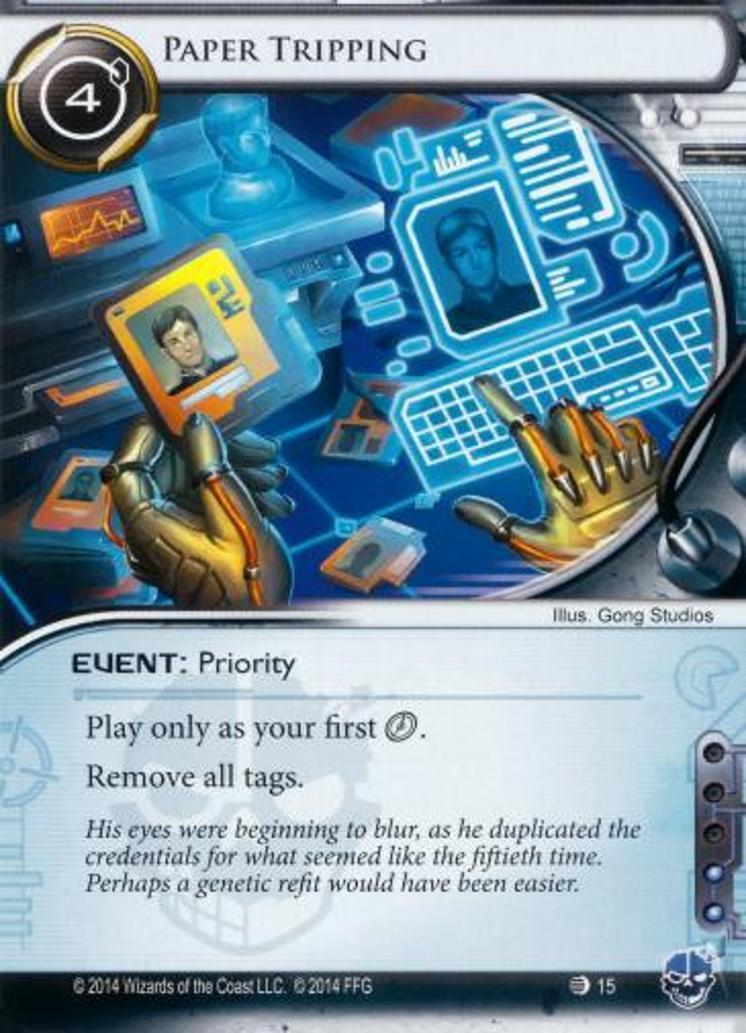 PAPER TRIPPING
4
Illus. Gong Studios
EVENT: Priority
Play only as your first .
Remove all tags.
His eyes were beginning to blur, as he duplicated the
credentials for what seemed like the fiftieth time.
Perhaps a genetic refit would have been easier.
© 2014 Wizards of the Coast LLC. © 2014 FFG
15